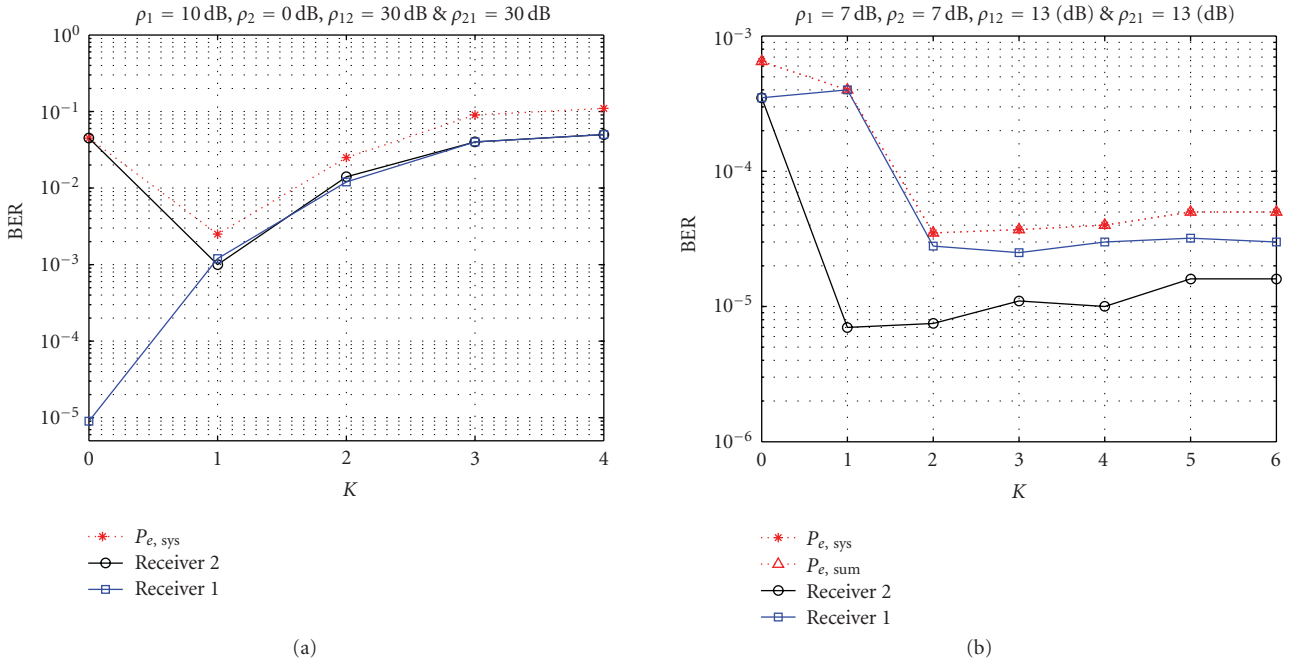 ρ₁ = 10 dB, ρ₂ = 0 dB, ρ₁₂ = 30 dB & ρ₂₁ = 30 dB
10⁰
10⁻¹
10⁻²
10⁻³
10⁻⁴
10⁻⁵
BER
0 1 2 3 4
K
Pₑ, sys
Receiver 2
Receiver 1
(a)
ρ₁ = 7 dB, ρ₂ = 7 dB, ρ₁₂ = 13 (dB) & ρ₂₁ = 13 (dB)
10⁻³
10⁻⁴
10⁻⁵
10⁻⁶
BER
0 1 2 3 4 5 6
K
Pₑ, sys
Pₑ, sum
Receiver 2
Receiver 1
(b)